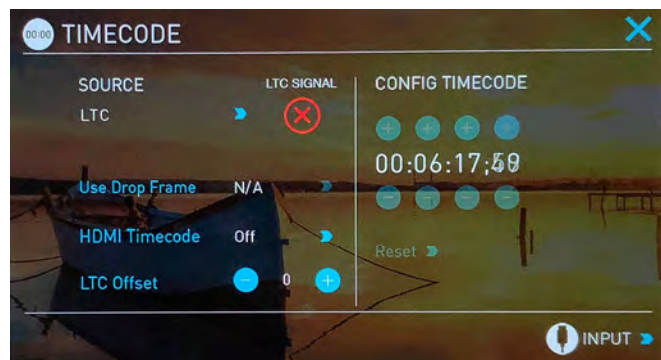 00:00 TIMECODE
SOURCE
LTC SIGNAL
LTC
Use Drop Frame N/A
HDMI Timecode Off
LTC Offset 0
CONFIG TIMECODE
Reset
INPUT